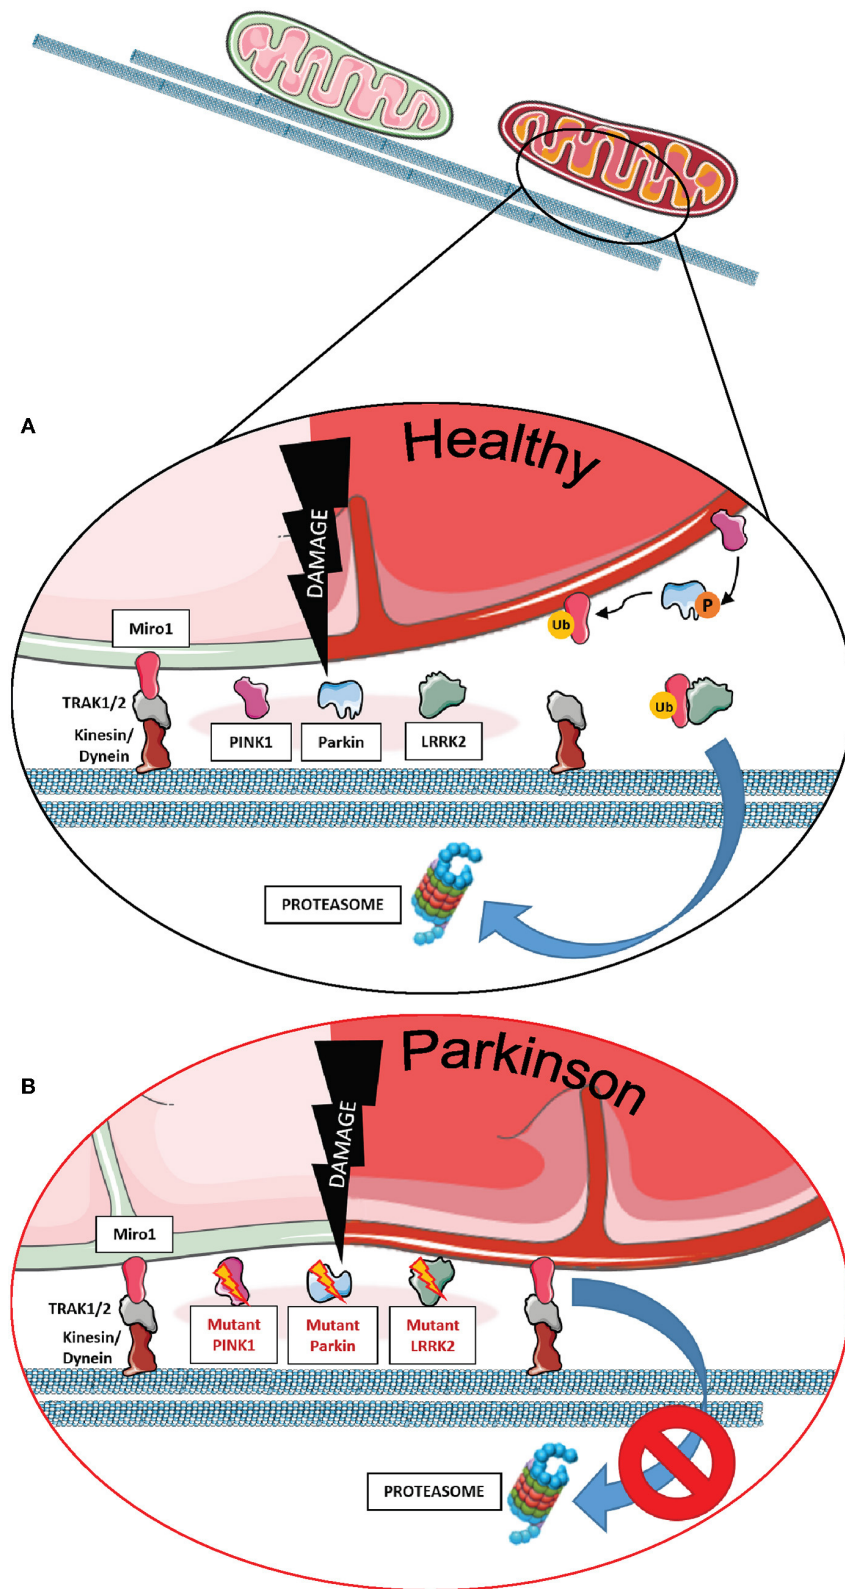 A
Healthy
DAMAGE
Miro1
TRAK1/2
Kinesin/
Dynein
PINK1
Parkin
LRRK2
P
Ub
Ub
PROTEASOME
B
Parkinson
DAMAGE
Miro1
TRAK1/2
Kinesin/
Dynein
Mutant
PINK1
Mutant
Parkin
Mutant
LRRK2
PROTEASOME